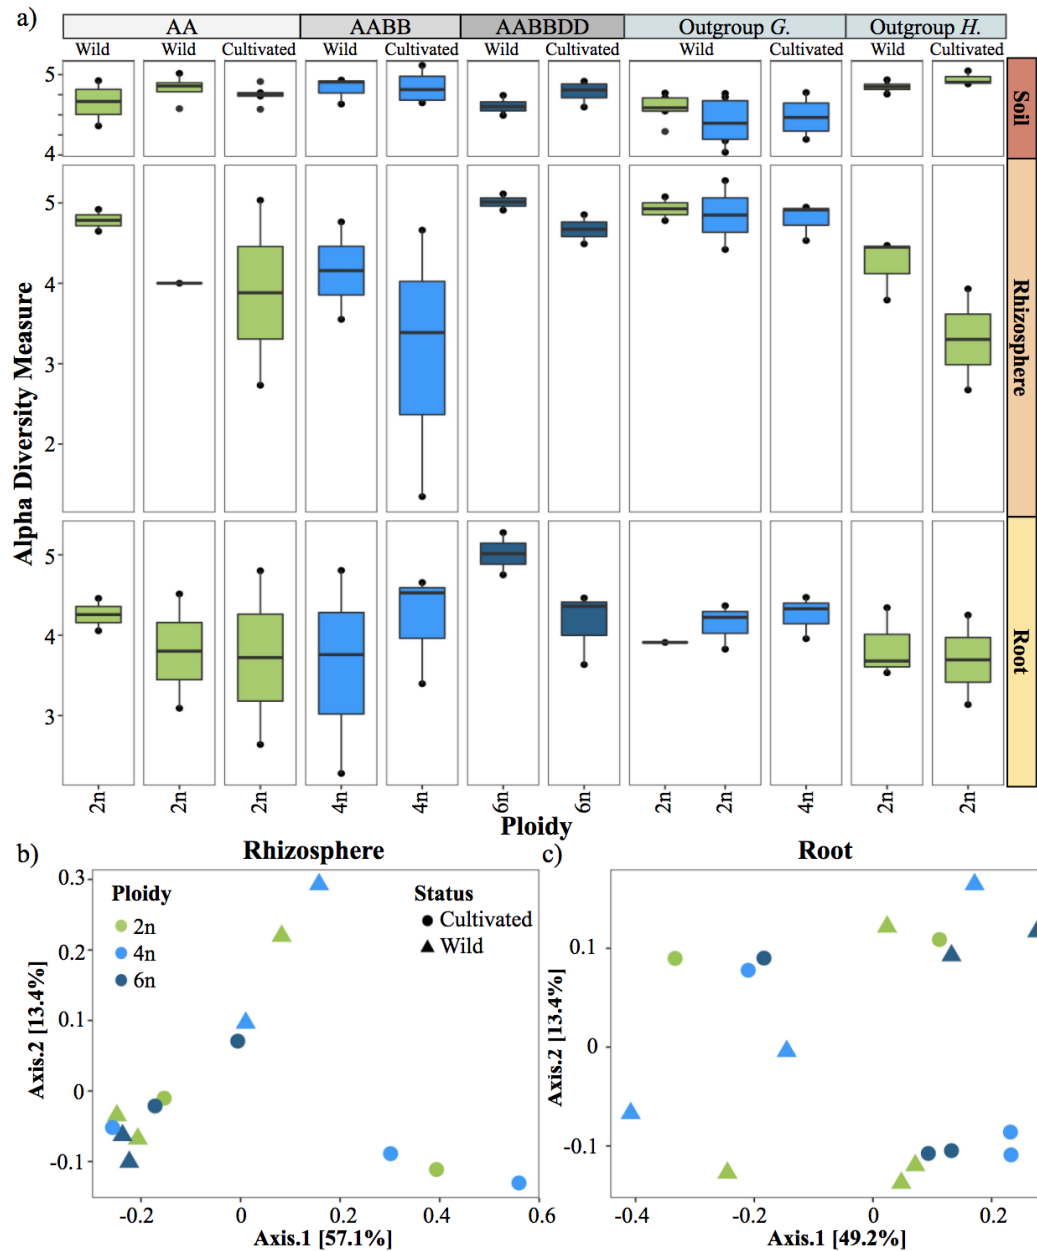 a)
AA AABB AABBDD Outgroup G. Outgroup H.
Wild Wild Cultivated Wild Cultivated Wild Cultivated Wild Cultivated Wild Cultivated
5
4
Soil
5
4
3
2
Rhizosphere
Alpha Diversity Measure
5
4
3
Root
2n 2n 2n 4n 4n 6n 6n 2n 2n 4n 2n 2n
Ploidy
b) Rhizosphere
Ploidy Status
2n Cultivated
4n Wild
6n
0.3
0.2
0.1
0
-0.1
Axis.2 [13.4%]
-0.2 0 0.2 0.4 0.6
Axis.1 [57.1%]
c) Root
0.1
0
-0.1
Axis.2 [13.4%]
-0.4 -0.2 0 0.2
Axis.1 [49.2%]